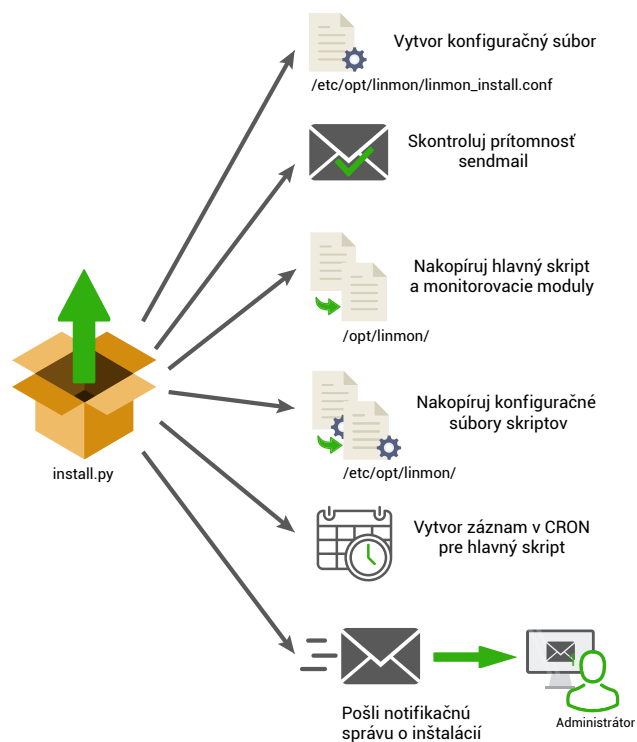 Vytvor konfiguračný súbor
/etc/opt/linmon/linmon_install.conf
Skontroluj prítomnosť
sendmail
Nakopíruj hlavný skript
a monitorovacie moduly
/opt/linmon/
install.py
Nakopíruj konfiguračné
súbory skriptov
/etc/opt/linmon/
Vytvor záznam v CRON
pre hlavný skript
Pošli notifikačnú
správu o inštalácií
Administrátor